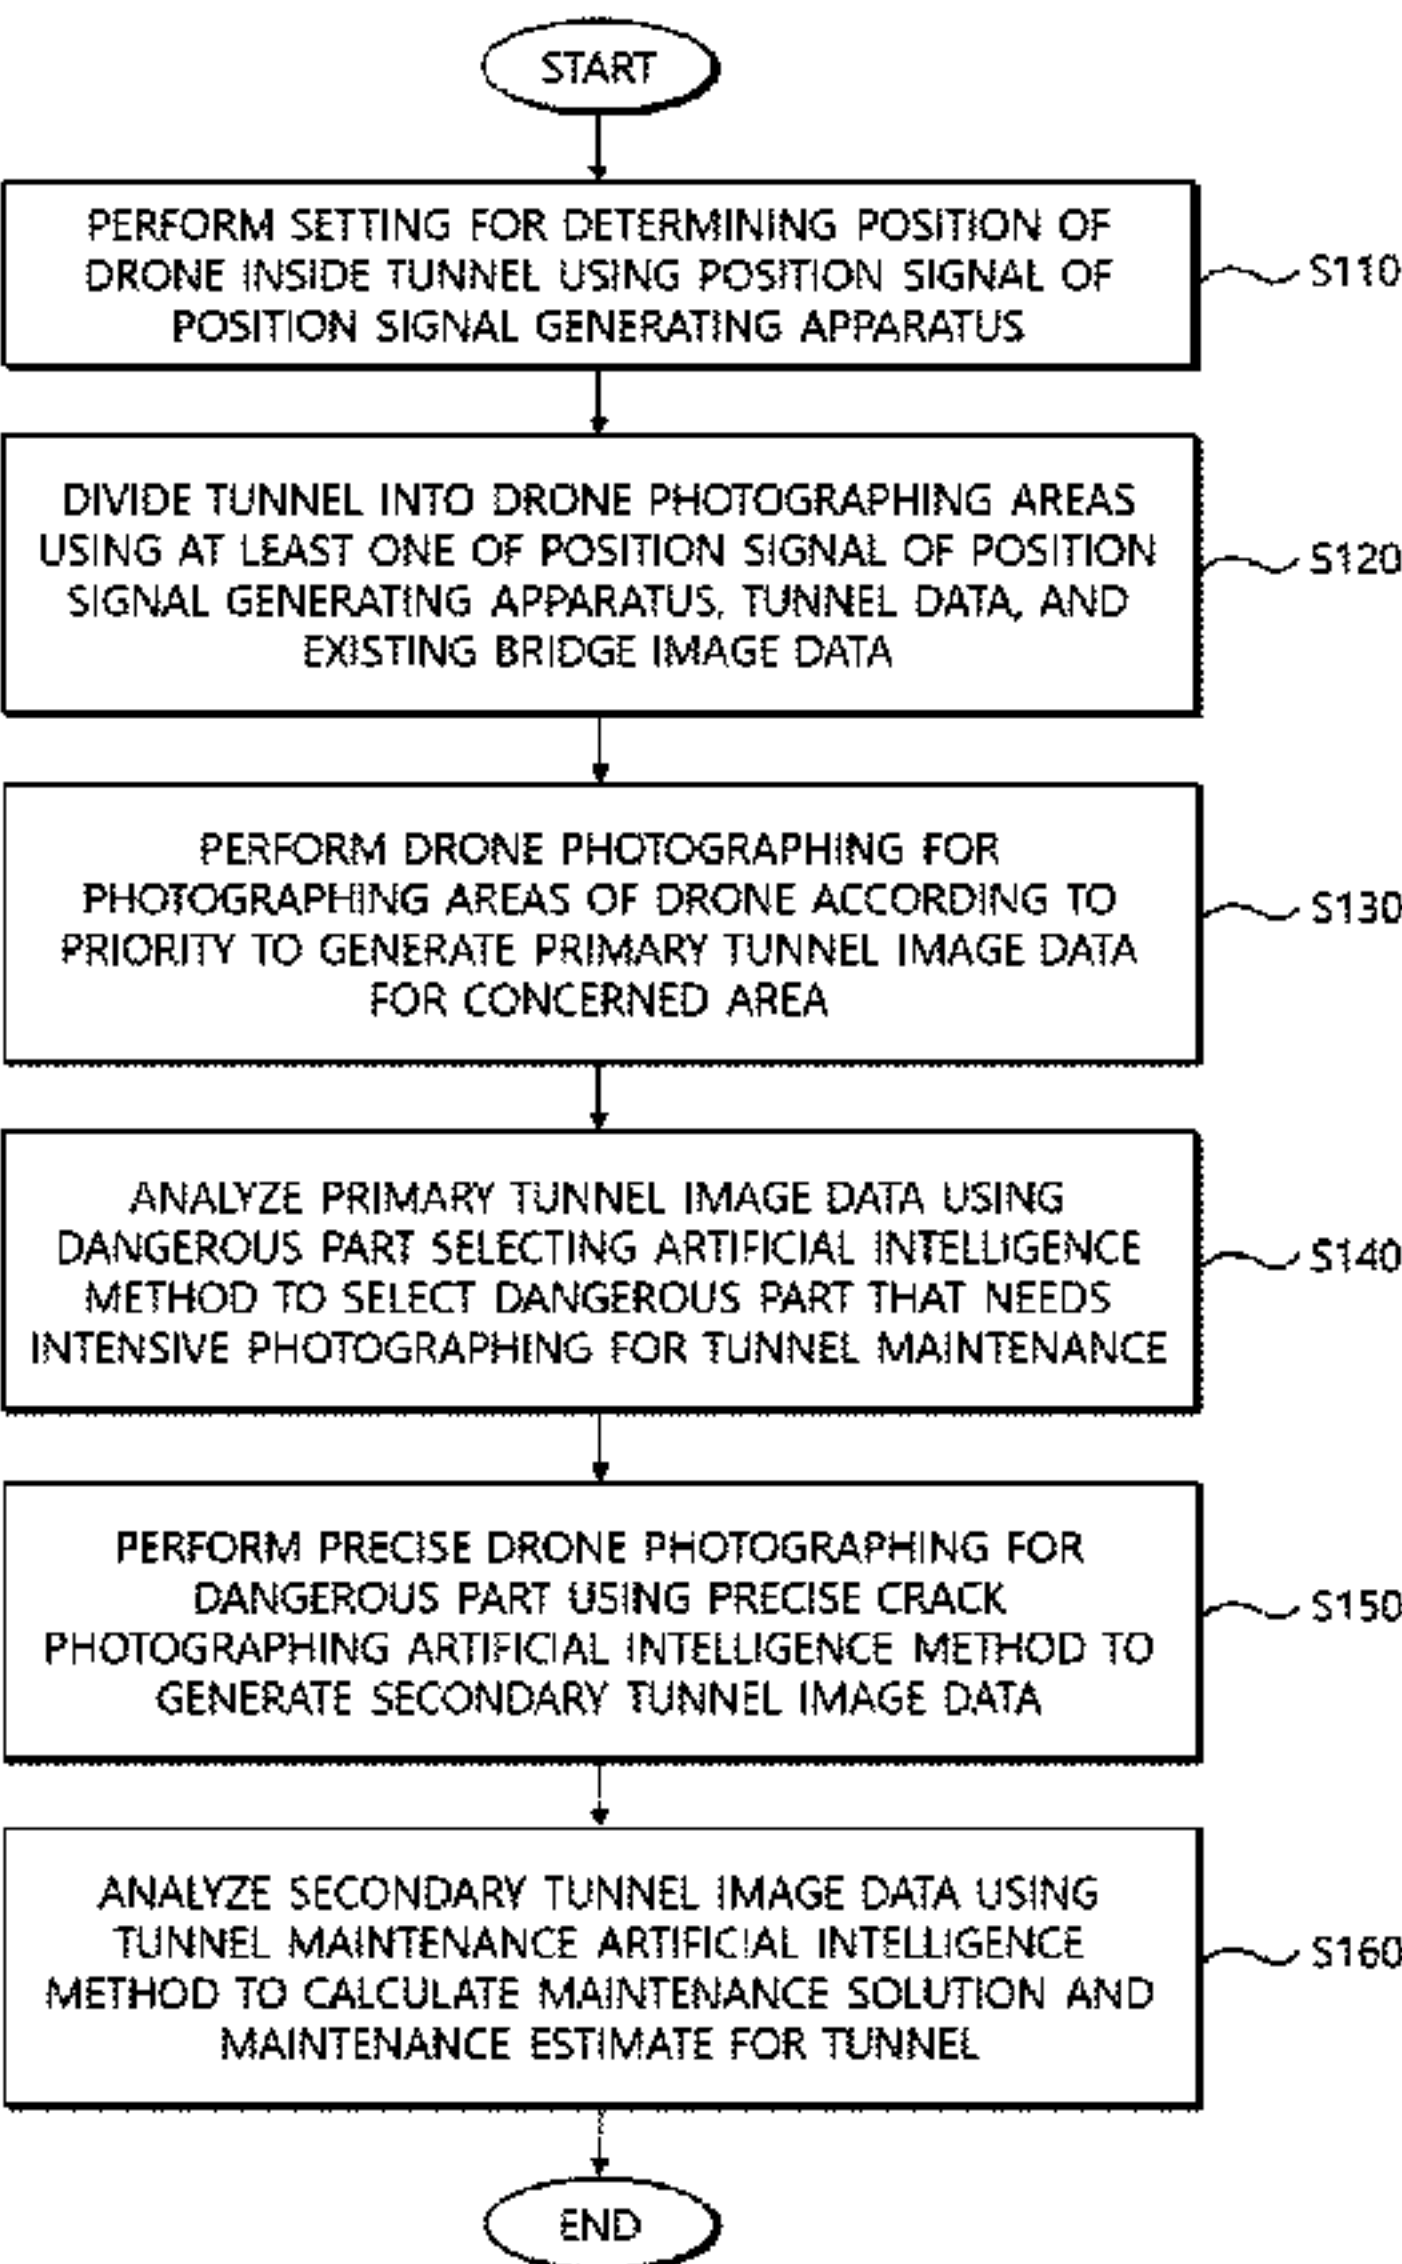 START
PERFORM SETTING FOR DETERMINING POSITION OF
DRONE INSIDE TUNNEL USING POSITION SIGNAL OF
POSITION SIGNAL GENERATING APPARATUS
S110
DIVIDE TUNNEL INTO DRONE PHOTOGRAPHING AREAS
USING AT LEAST ONE OF POSITION SIGNAL OF POSITION
SIGNAL GENERATING APPARATUS, TUNNEL DATA, AND
EXISTING BRIDGE IMAGE DATA
S120
PERFORM DRONE PHOTOGRAPHING FOR
PHOTOGRAPHING AREAS OF DRONE ACCORDING TO
PRIORITY TO GENERATE PRIMARY TUNNEL IMAGE DATA
FOR CONCERNED AREA
S130
ANALYZE PRIMARY TUNNEL IMAGE DATA USING
DANGEROUS PART SELECTING ARTIFICIAL INTELLIGENCE
METHOD TO SELECT DANGEROUS PART THAT NEEDS
INTENSIVE PHOTOGRAPHING FOR TUNNEL MAINTENANCE
S140
PERFORM PRECISE DRONE PHOTOGRAPHING FOR
DANGEROUS PART USING PRECISE CRACK
PHOTOGRAPHING ARTIFICIAL INTELLIGENCE METHOD TO
GENERATE SECONDARY TUNNEL IMAGE DATA
S150
ANALYZE SECONDARY TUNNEL IMAGE DATA USING
TUNNEL MAINTENANCE ARTIFICIAL INTELLIGENCE
METHOD TO CALCULATE MAINTENANCE SOLUTION AND
MAINTENANCE ESTIMATE FOR TUNNEL
S160
END